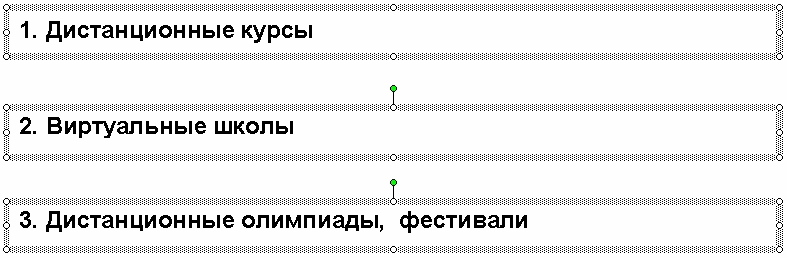 1. Дистанционные курсы
2. Виртуальные школы
3. Дистанционные олимпиады,  фестивали